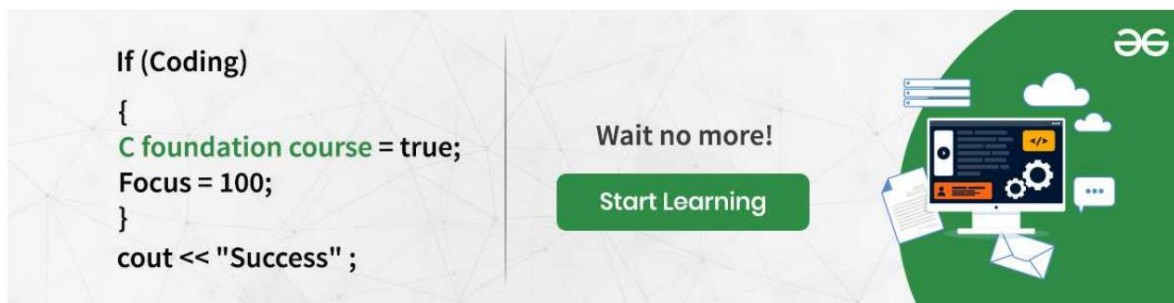 If (Coding)
{
C foundation course = true;
Focus = 100;
}
cout << "Success" ;
Wait no more!
Start Learning
</>